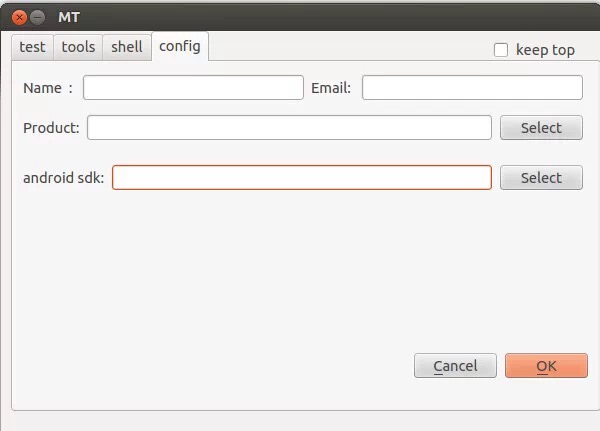 MT
test tools shell config keep top
Name : Email:
Product: Select
android sdk: Select
Cancel OK